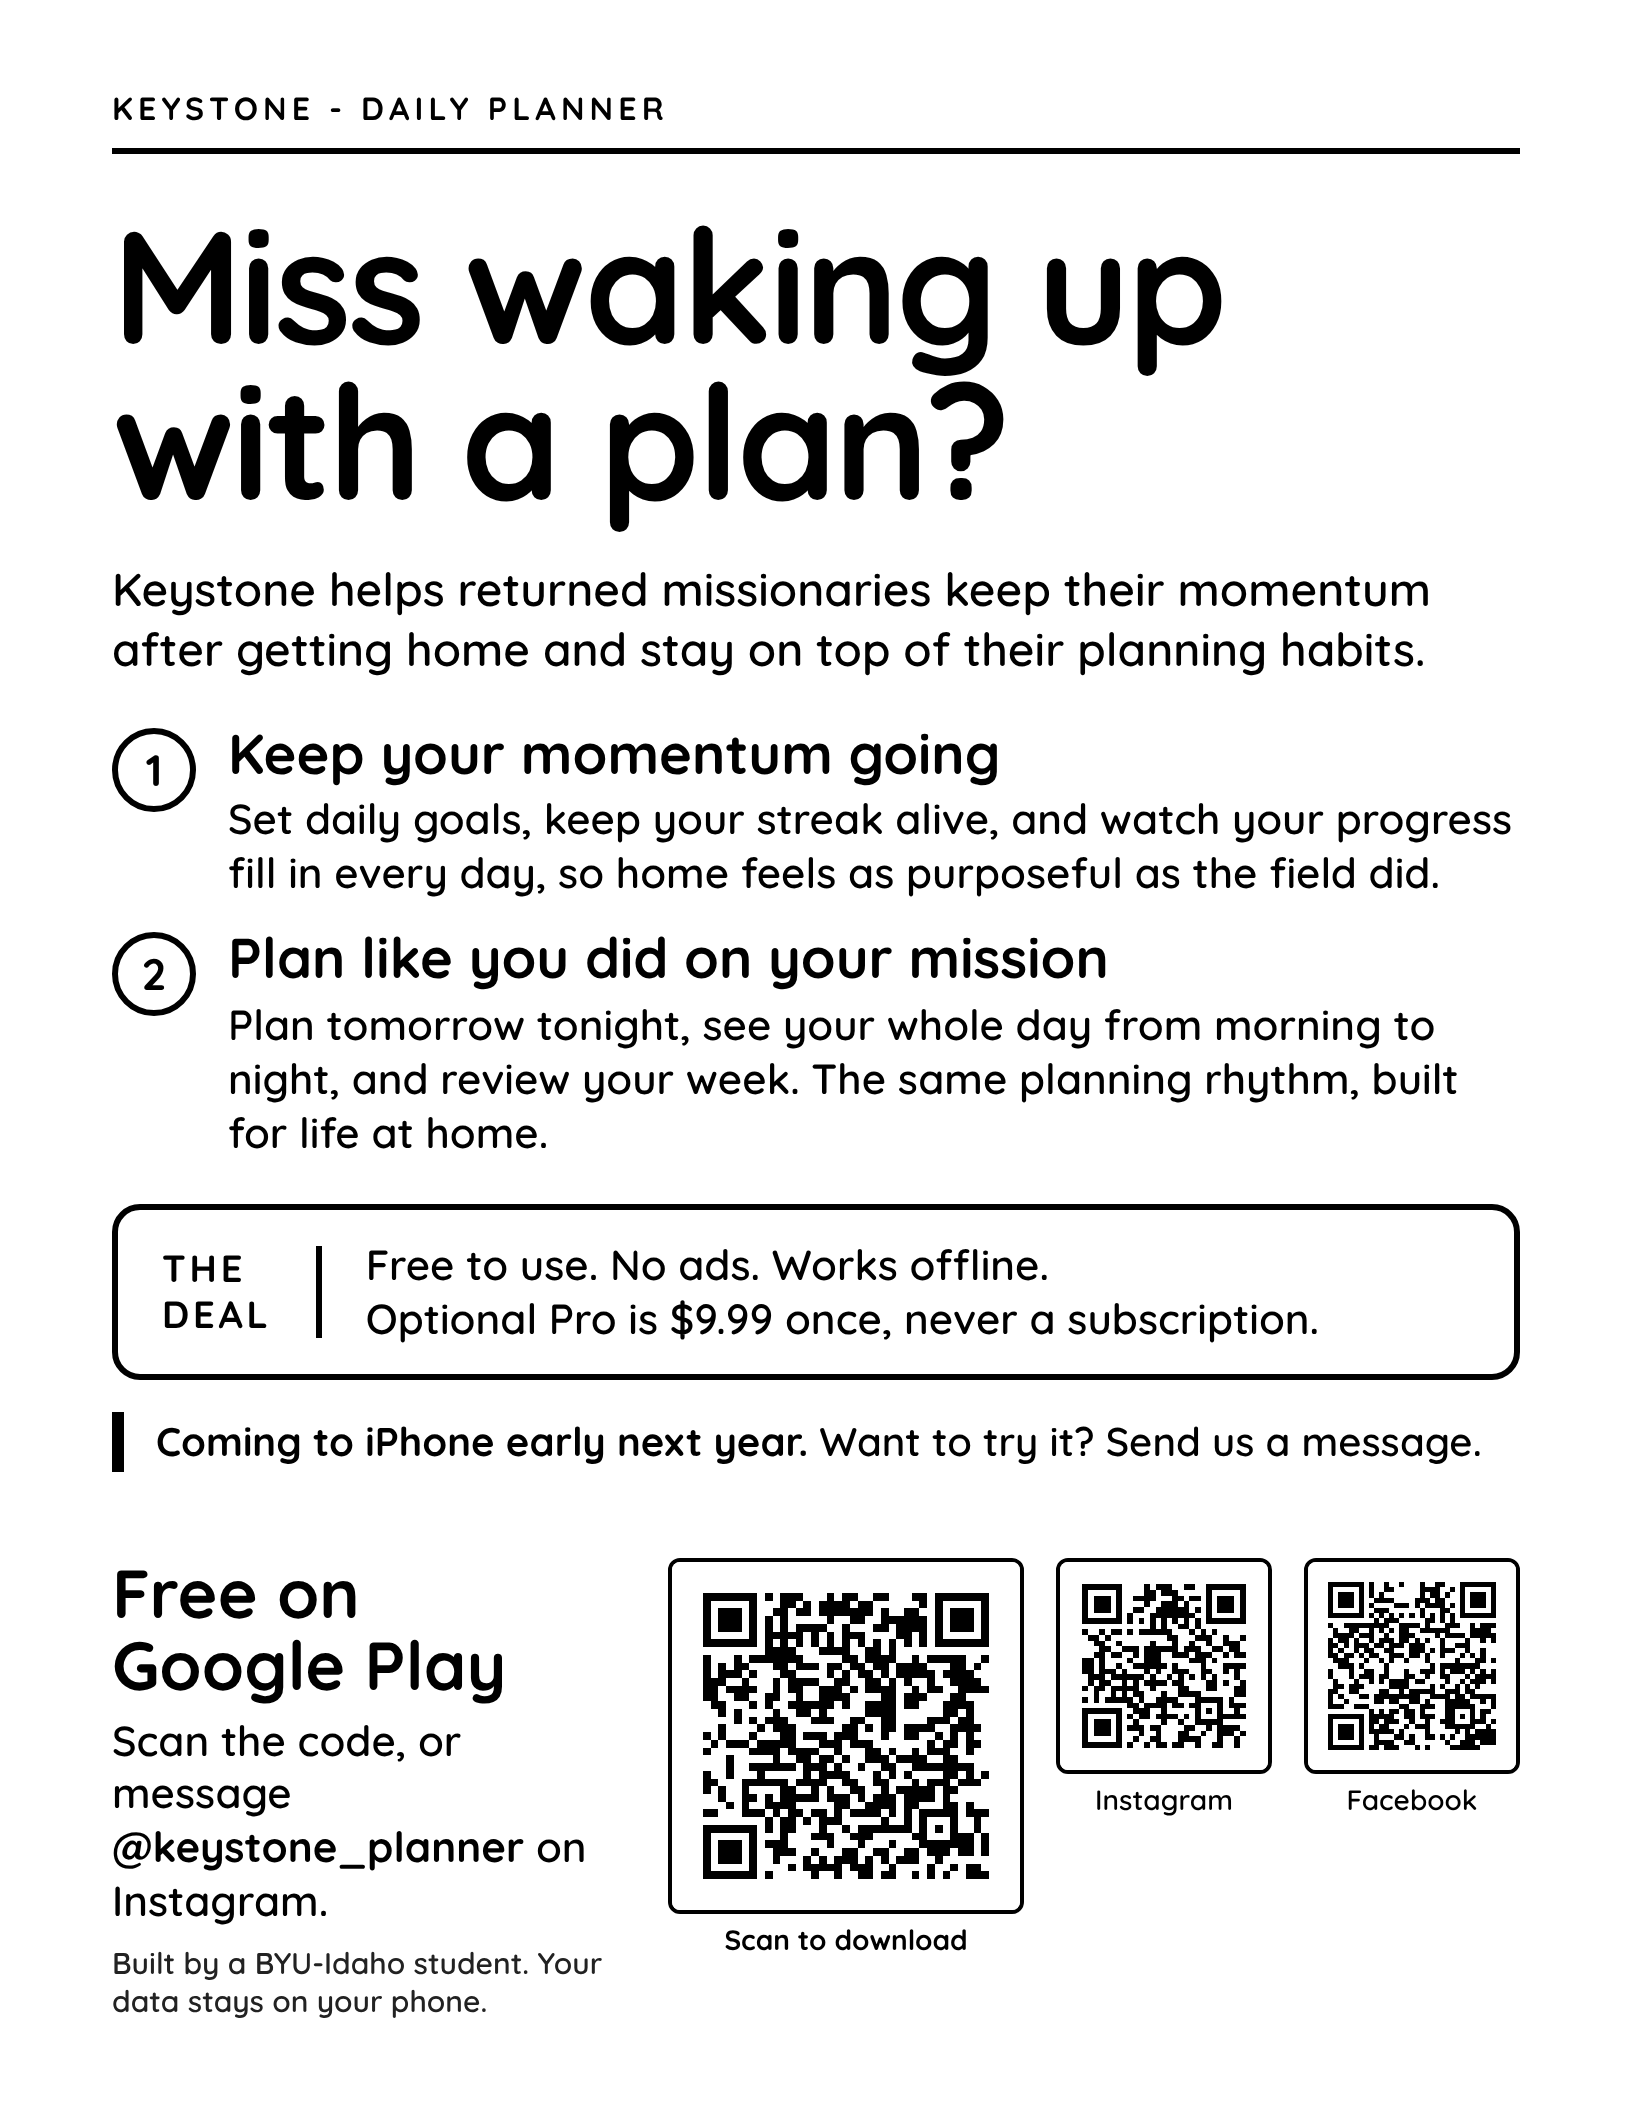 KEYSTONE - DAILY PLANNER
Miss waking up
with a plan?
Keystone helps returned missionaries keep their momentum
after getting home and stay on top of their planning habits.
1
Keep your momentum going
Set daily goals, keep your streak alive, and watch your progress
fill in every day, so home feels as purposeful as the field did.
2
Plan like you did on your mission
Plan tomorrow tonight, see your whole day from morning to
night, and review your week. The same planning rhythm, built
for life at home.
THE
DEAL
Free to use. No ads. Works offline.
Optional Pro is $9.99 once, never a subscription.
Coming to iPhone early next year. Want to try it? Send us a message.
Free on
Google Play
Scan the code, or
message
@keystone_planner on
Instagram.
Built by a BYU-Idaho student. Your
data stays on your phone.
Scan to download
Instagram
Facebook